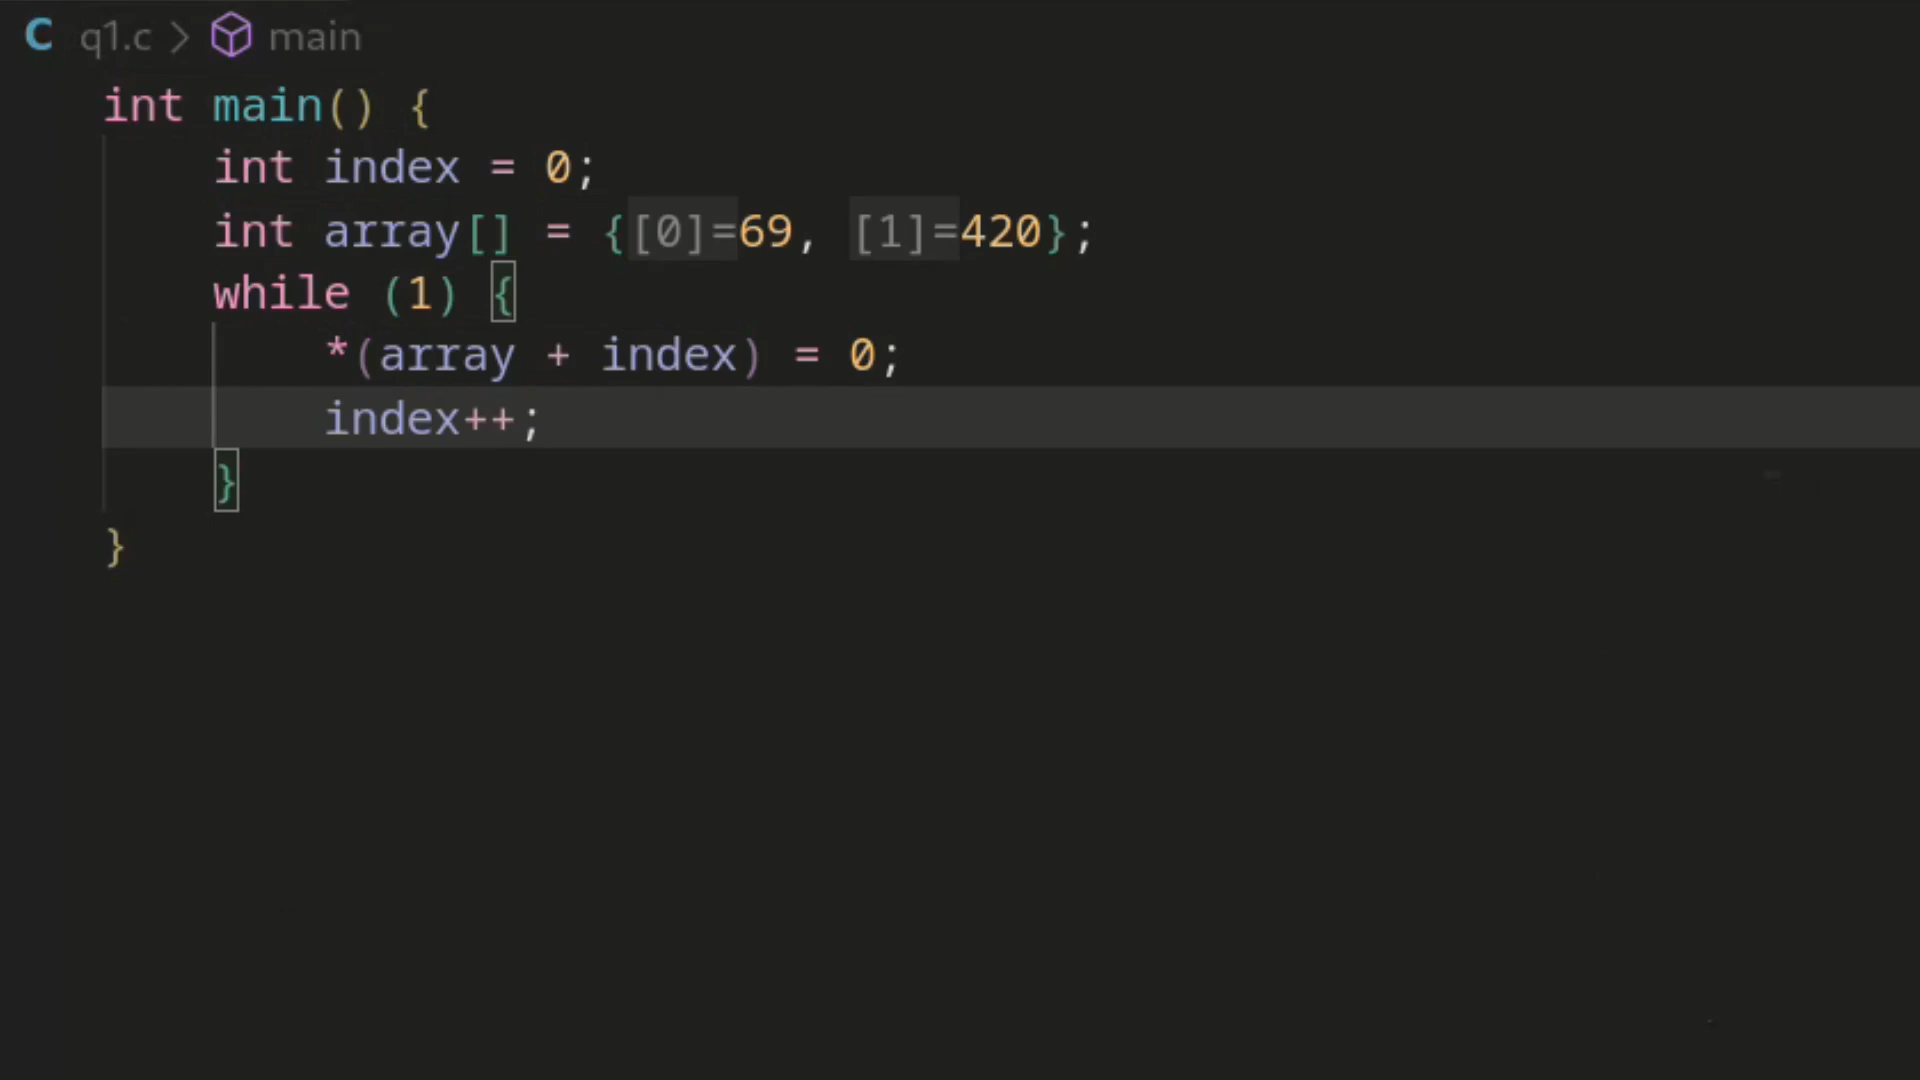 C q1.c > main
int main() {
    int index = 0;
    int array[] = {[0]=69, [1]=420};
    while (1) {
        *(array + index) = 0;
        index++;
    }
}